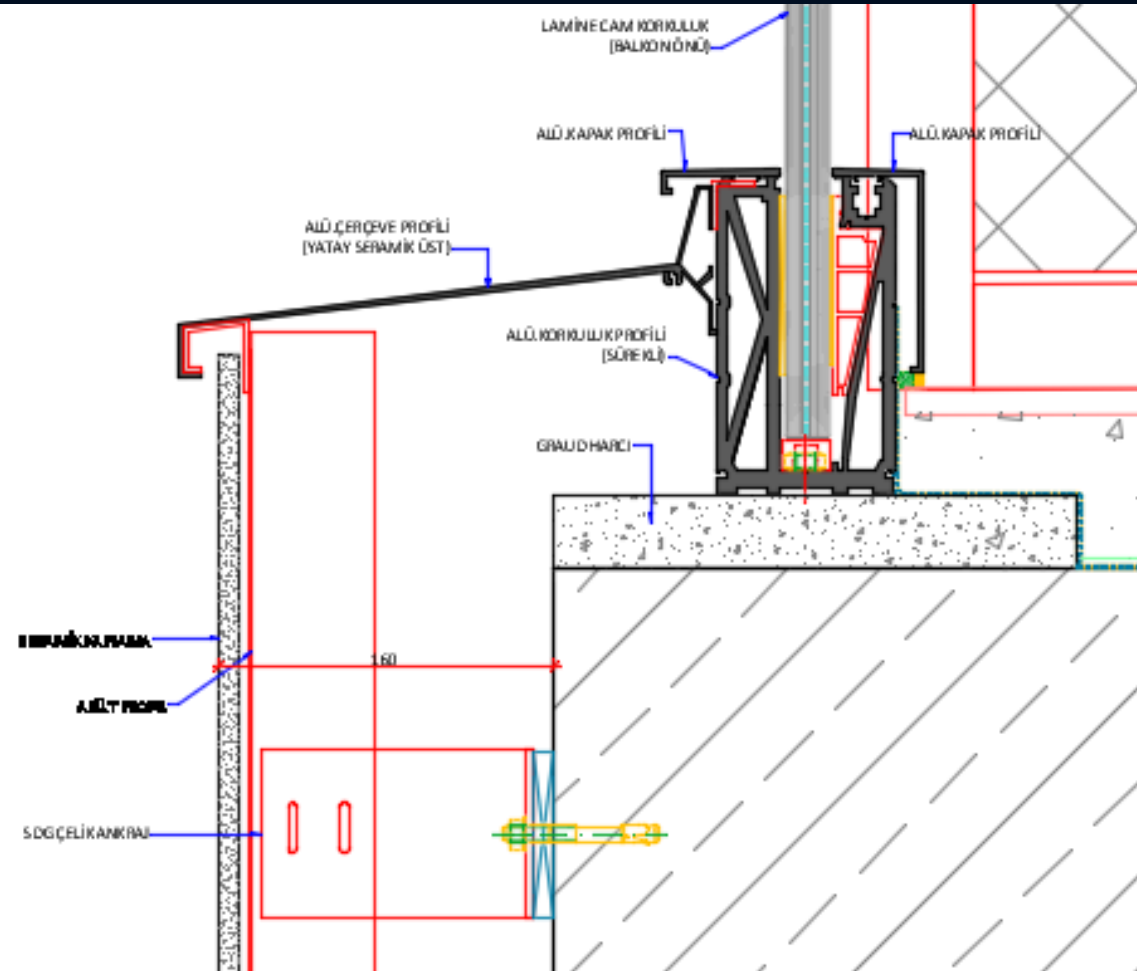 LAMİNE CAM KORKULUK
(BALKON ÖNÜ)
ALÜ.KAPAK PROFİLİ
ALÜ.KAPAK PROFİLİ
ALÜ.ÇERÇEVE PROFİLİ
(YATAY SERAMİK ÜST)
ALÜ.KORKULUK PROFİLİ
(SÜREKLİ)
GRAUD HARCI
160
SDG ÇELİK ANKRAJ